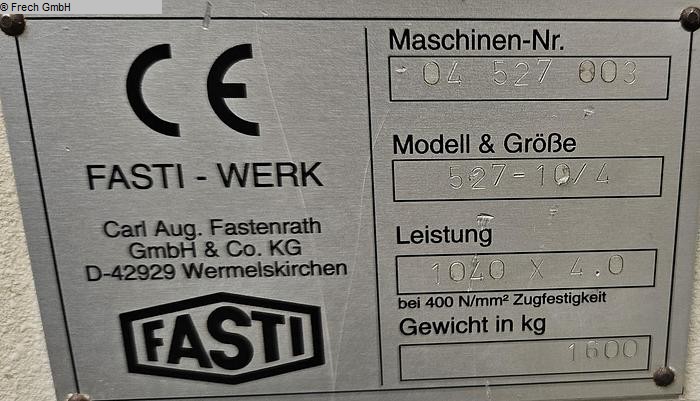 © Frech GmbH
CE
FASTI - WERK
Carl Aug. Fastenrath
GmbH & Co. KG
D-42929 Wermelskirchen
FASTI
Maschinen-Nr.
04 527 003
Modell & Größe
527-10/4
Leistung
1040 X 4.0
bei 400 N/mm² Zugfestigkeit
Gewicht in kg
1600